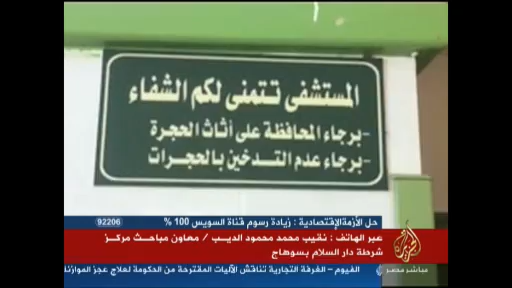 المستشفى تتمنى لكم الشفاء
-برجاء المحافظة على أثاث الحجرة
-برجاء عدم التدخين بالحجرات
حل الأزمةالإقتصادية : زيادة رسوم قناة السويس 100 %
92206
عبر الهاتف : نقيب محمد محمود الديب / معاون مباحث مركز
شرطة دار السلام بسوهاج
الجزيرة
مباشر مصر
الفيوم – الغرفة التجارية تناقش الآليات المقترحة من الحكومة لعلاج عجز الموازنة